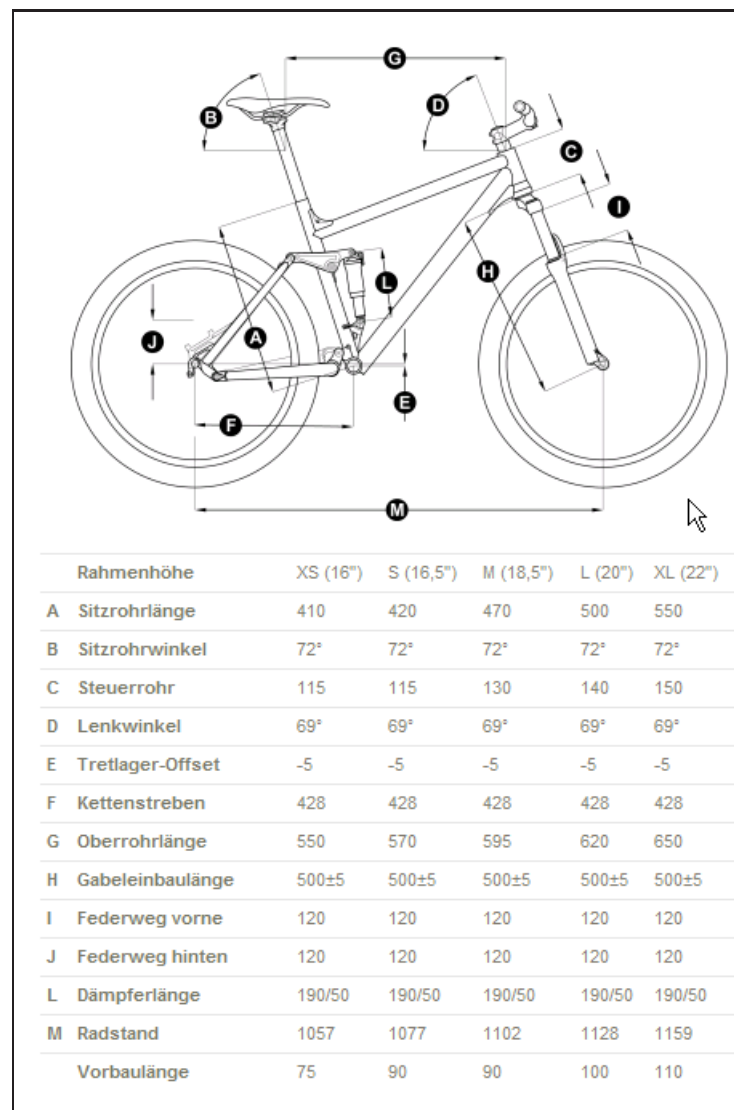 G
B
D
C
I
H
L
J
A
E
F
M
Rahmenhöhe XS (16") S (16,5") M (18,5") L (20") XL (22")
A Sitzrohrlänge 410 420 470 500 550
B Sitzrohrwinkel 72° 72° 72° 72° 72°
C Steuerrohr 115 115 130 140 150
D Lenkwinkel 69° 69° 69° 69° 69°
E Tretlager-Offset -5 -5 -5 -5 -5
F Kettenstreben 428 428 428 428 428
G Oberrohrlänge 550 570 595 620 650
H Gabeleinbaulänge 500±5 500±5 500±5 500±5 500±5
I Federweg vorne 120 120 120 120 120
J Federweg hinten 120 120 120 120 120
L Dämpferlänge 190/50 190/50 190/50 190/50 190/50
M Radstand 1057 1077 1102 1128 1159
Vorbaulänge 75 90 90 100 110